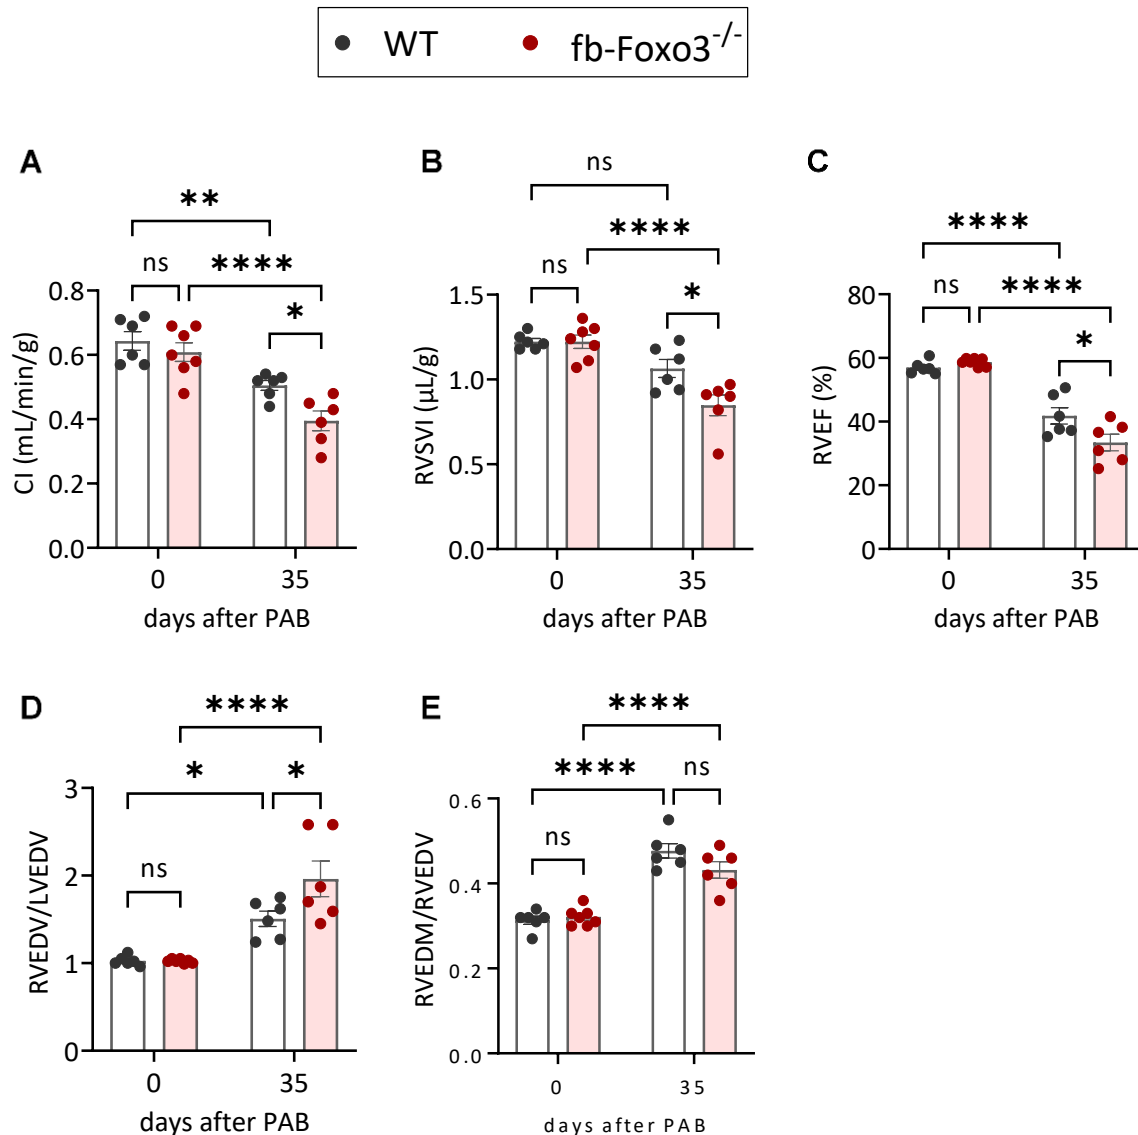 WT fb-Foxo3-/-
A
**
ns ****
*
CI (mL/min/g)
0.8
0.6
0.4
0.2
0.0
0 35
days after PAB
B
ns
****
ns
*
RVSVI (µL/g)
1.5
1.0
0.5
0.0
0 35
days after PAB
C
****
ns ****
*
RVEF (%)
80
60
40
20
0
0 35
days after PAB
D
****
* *
ns
RVEDV/LVEDV
3
2
1
0
0 35
days after PAB
E
****
**** ns
ns
RVEDM/RVEDV
0.6
0.4
0.2
0.0
0 35
days after PAB